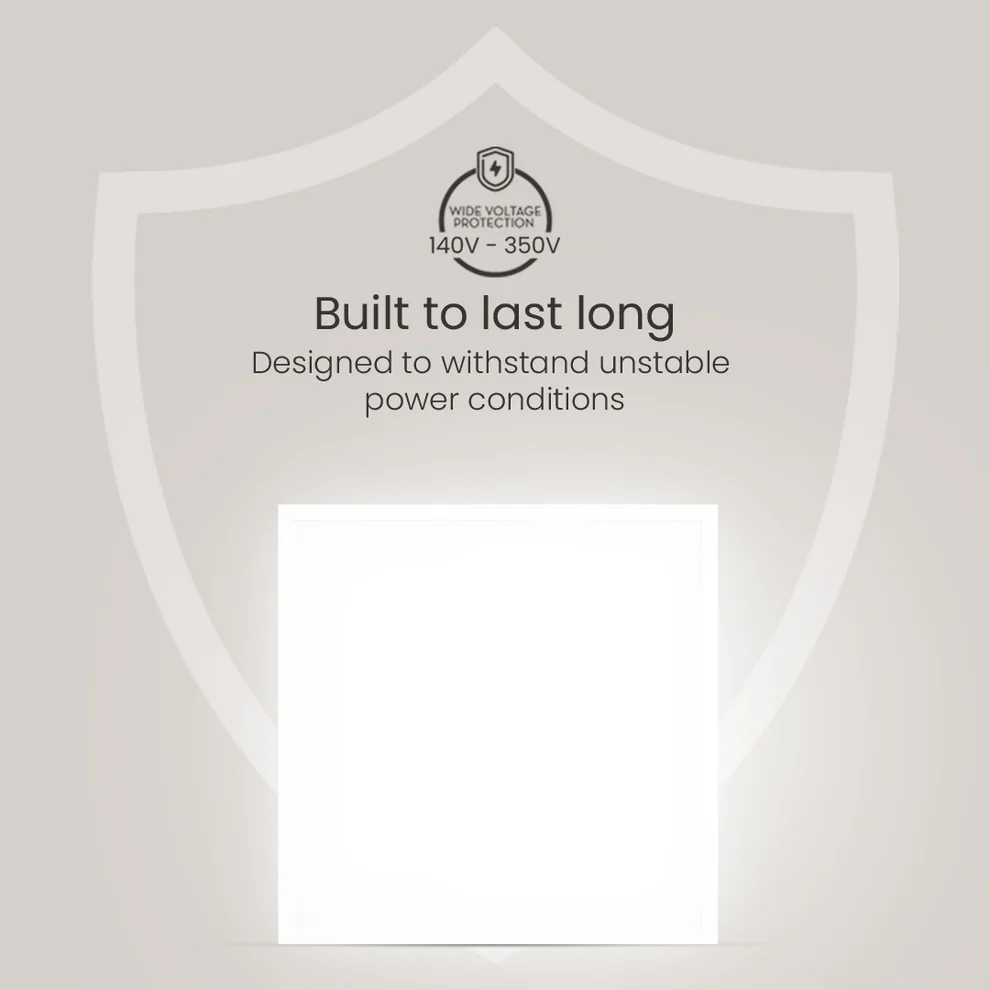 WIDE VOLTAGE
PROTECTION
140V - 350V
Built to last long
Designed to withstand unstable
power conditions